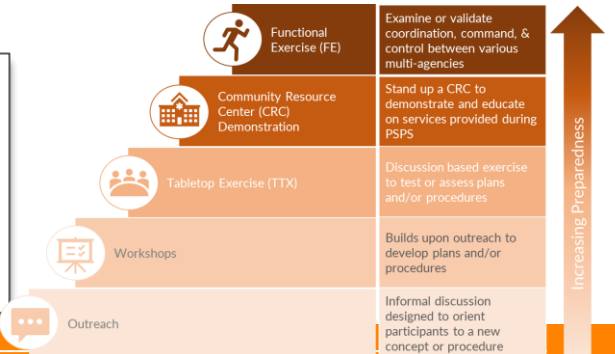 Functional
Exercise (FE)
Examine or validate
coordination, command, &
control between various
multi-agencies
Community Resource
Center (CRC)
Demonstration
Stand up a CRC to
demonstrate and educate
on services provided during
PSPS
Tabletop Exercise (TTX)
Discussion based exercise
to test or assess plans
and/or procedures
Workshops
Builds upon outreach to
develop plans and/or
procedures
Outreach
Informal discussion
designed to orient
participants to a new
concept or procedure
Increasing Preparedness